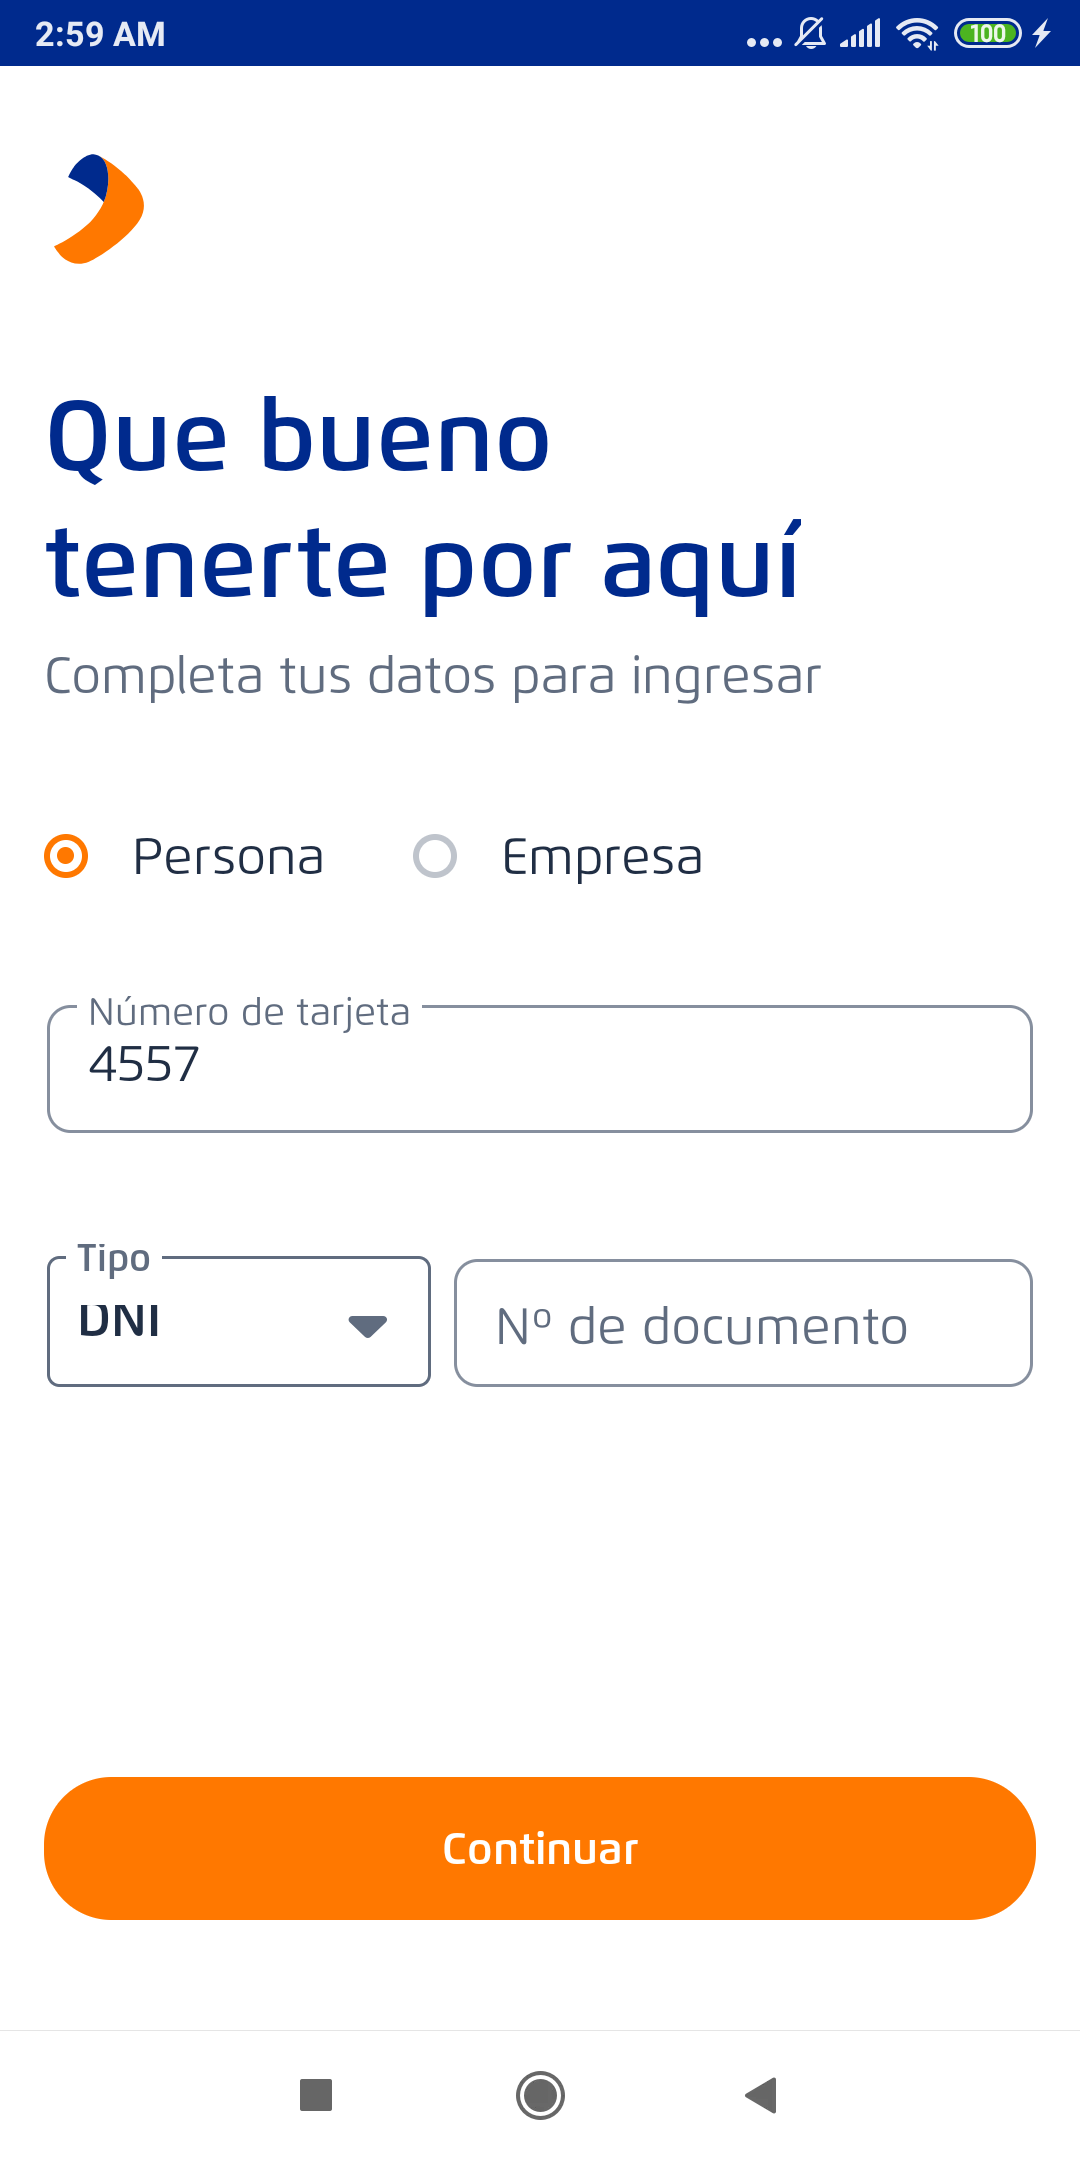 2:59 AM
100
Que bueno
tenerte por aquí
Completa tus datos para ingresar
Persona
Empresa
Número de tarjeta
4557
Tipo
DNI
Nº de documento
Continuar